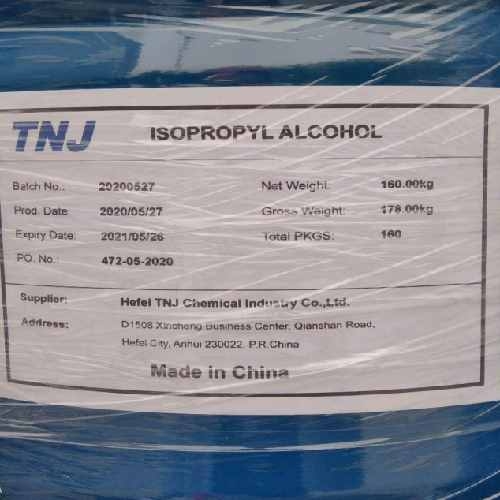 TNJ ISOPROPYL ALCOHOL
Batch No.: 20200527 Net Weight: 160.00kg
Prod. Date 2020/05/27 Gross Weight: 178.00kg
Expiry Date: 2021/05/26 Total PKGS: 160
PO. No.: 472-05-2020
Supplier: Hefei TNJ Chemical Industry Co.,Ltd.
Address: D1508 Xincheng Business Center, Qianshan Road,
Hefei City, Anhui 230022, P.R.China
Made in China